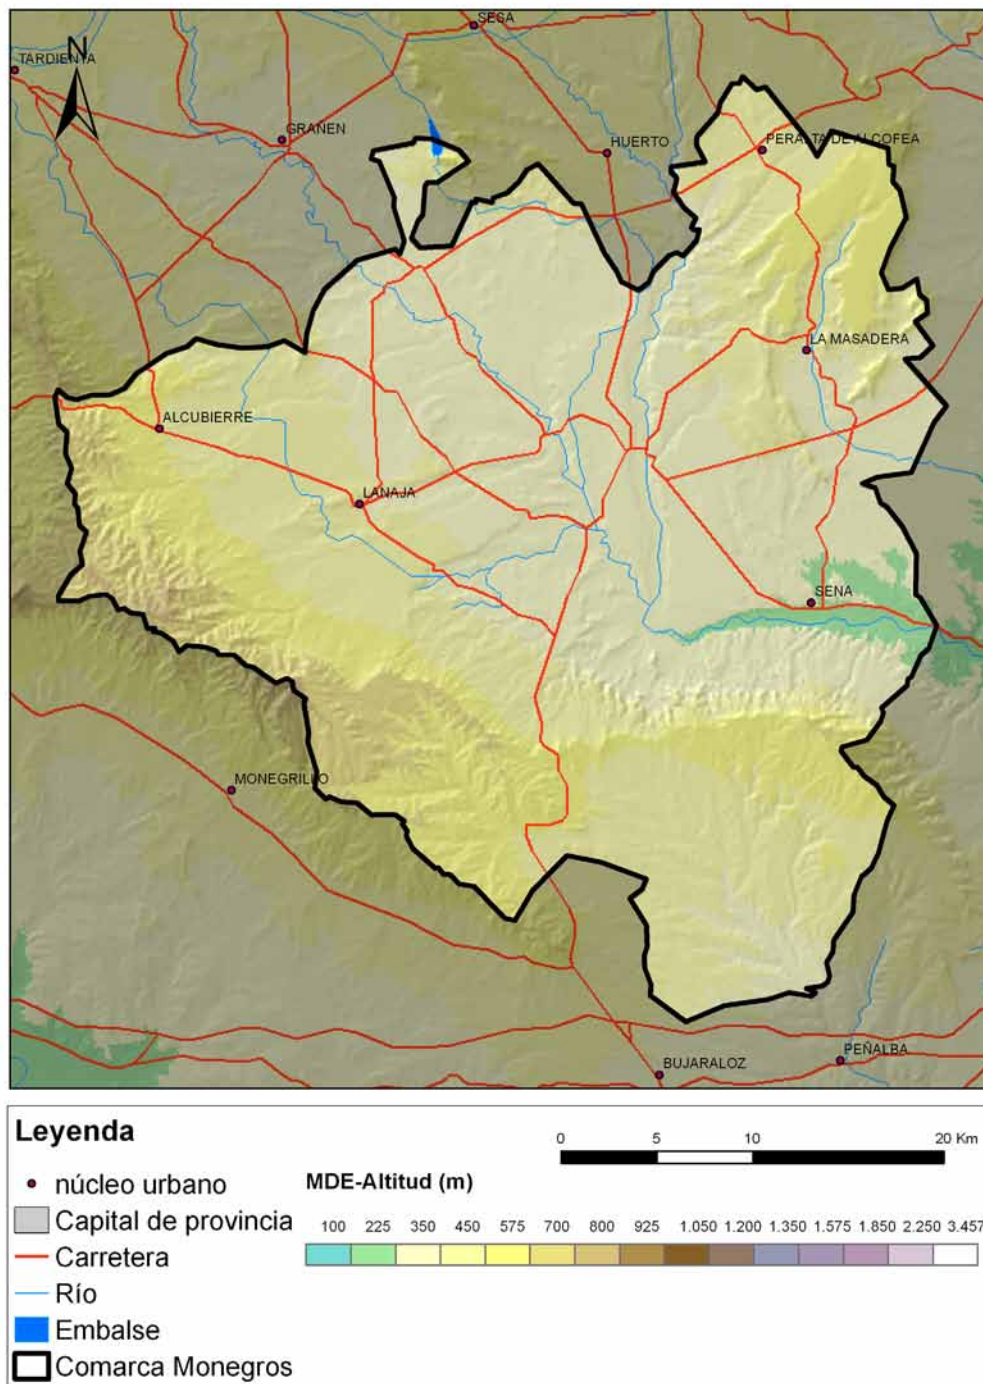 SESA
N
TARDIENTA
GRAÑEN
HUERTO
PERALTA DE ALCOFEA
LA MASADERA
ALCUBIERRE
LANAJA
SENA
MONEGRILLO
PEÑALBA
BUJARALOZ
Leyenda
núcleo urbano
Capital de provincia
Carretera
Río
Embalse
Comarca Monegros
0 5 10 20 Km
MDE-Altitud (m)
100 225 350 450 575 700 800 925 1.050 1.200 1.350 1.575 1.850 2.250 3.457